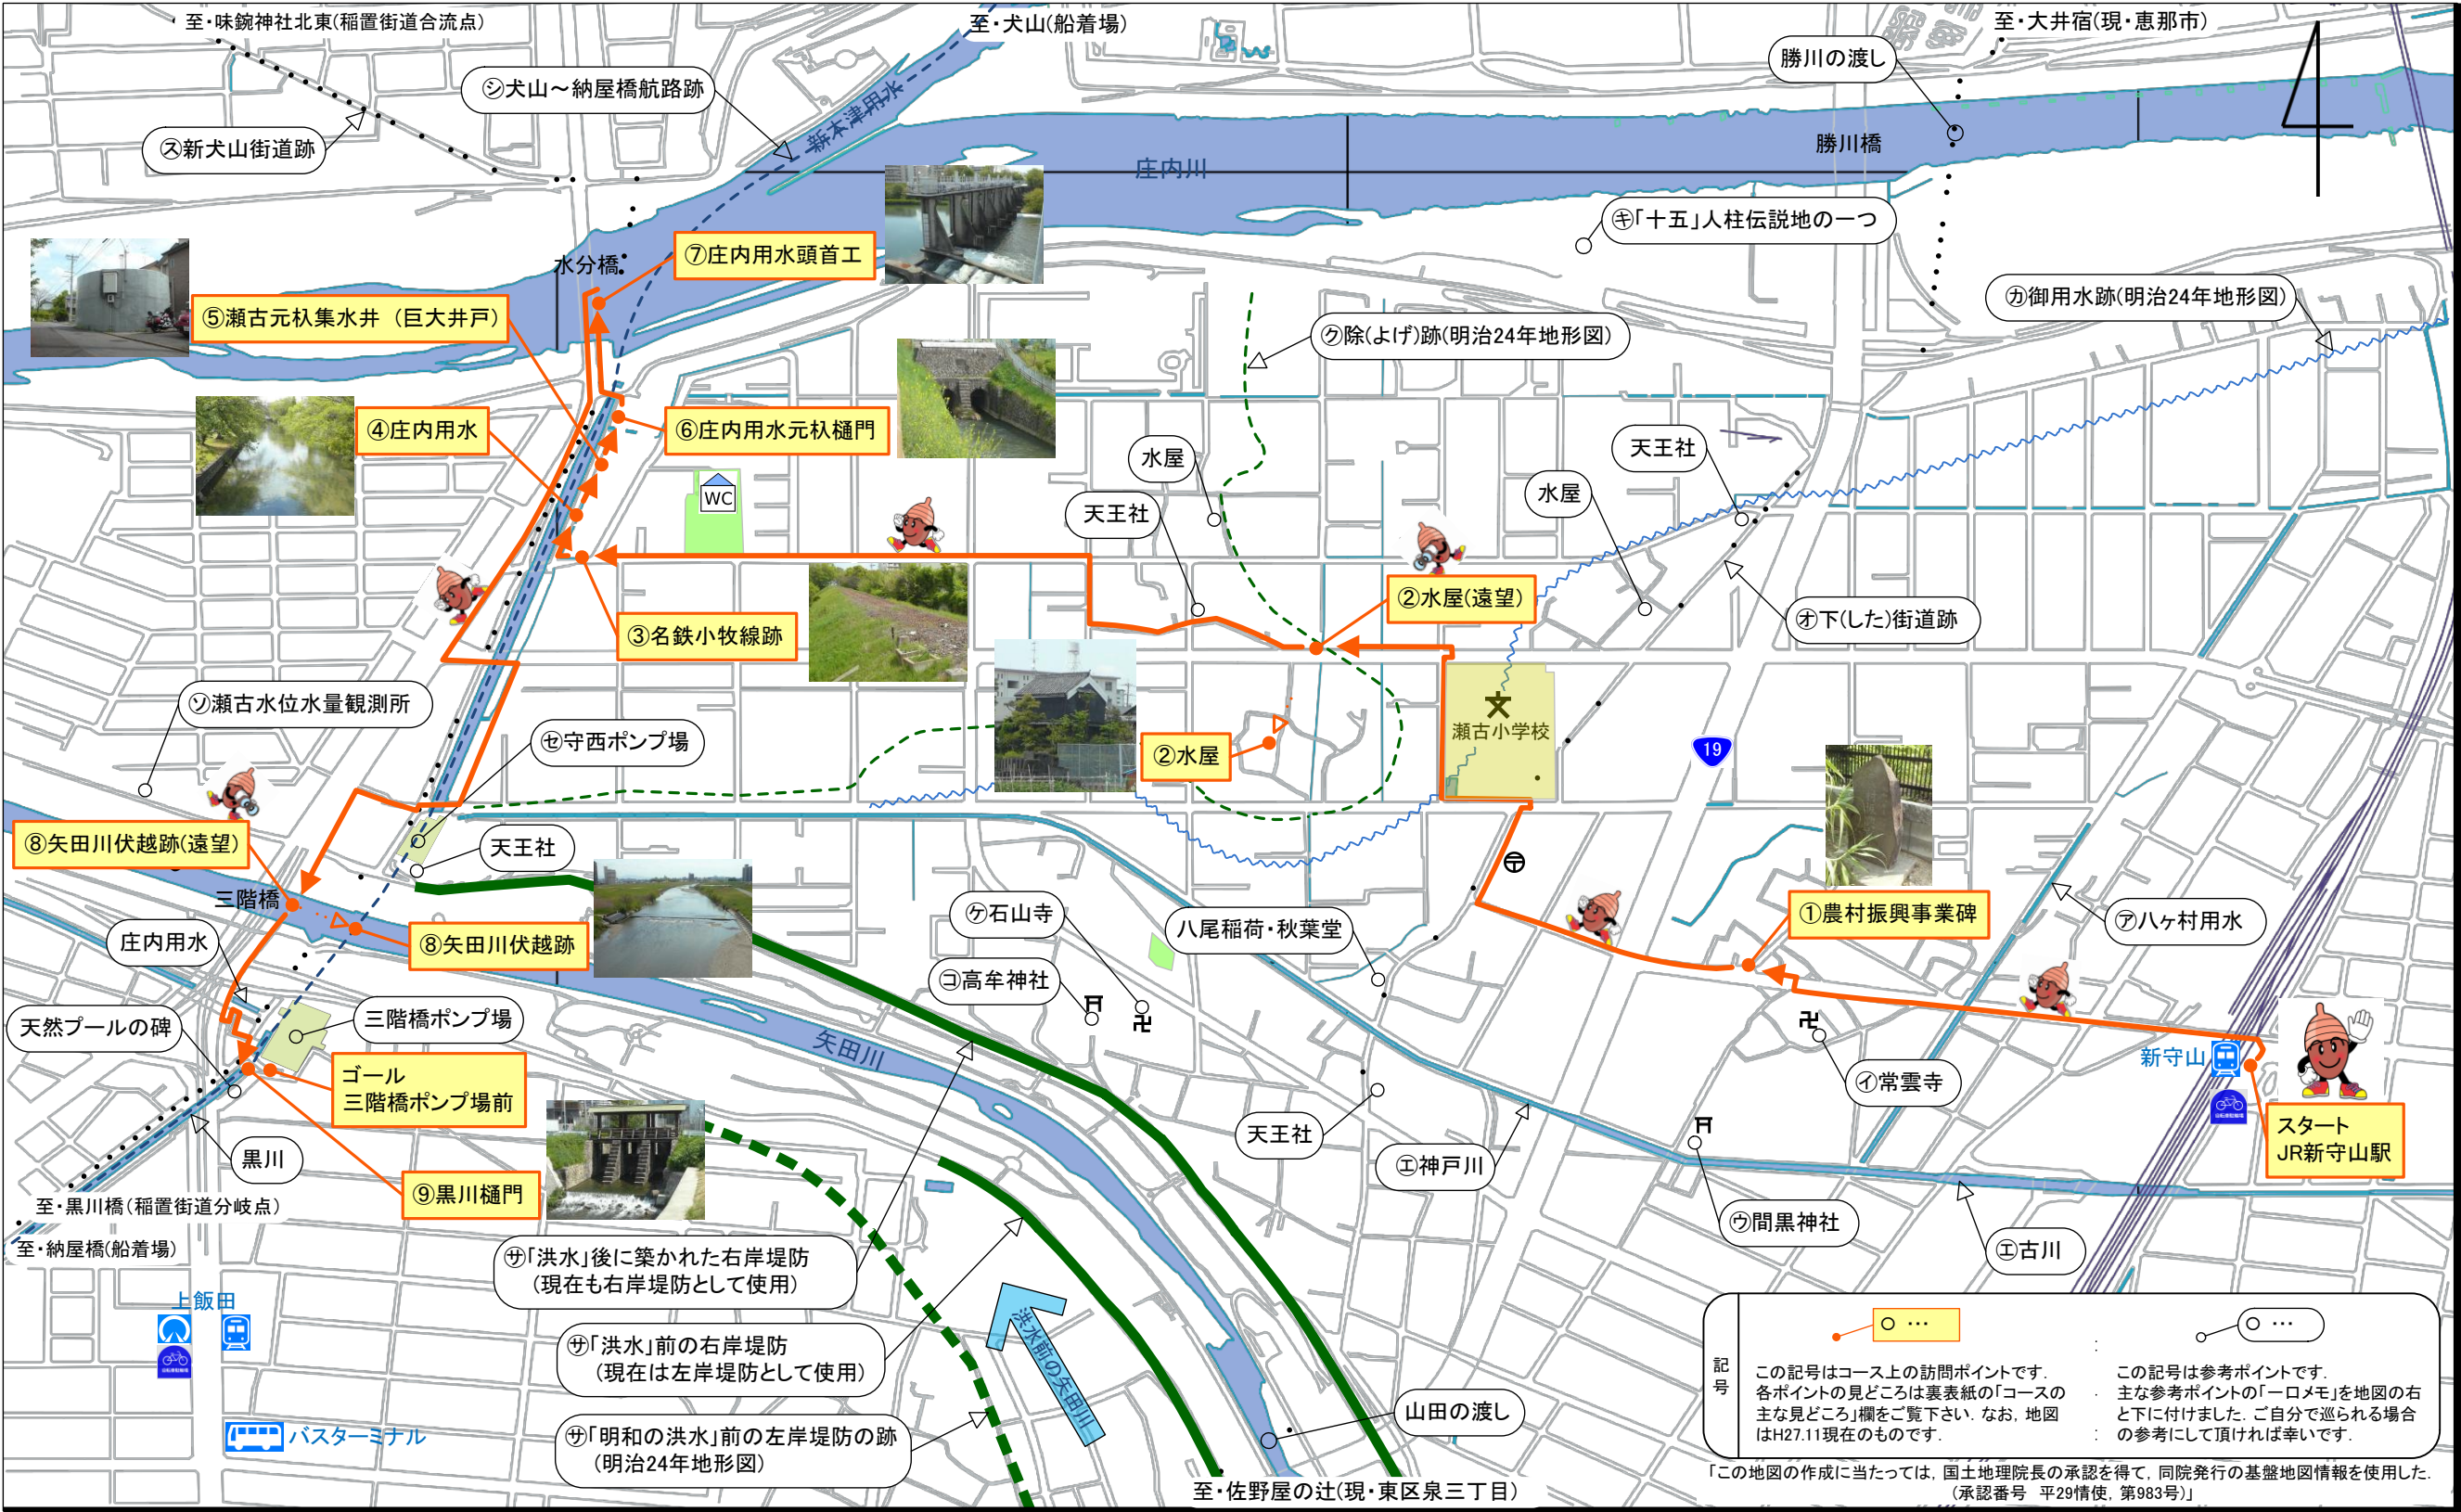 至・味鋺神社北東(稲置街道合流点)
至・犬山(船着場)
至・大井宿(現・恵那市)
勝川の渡し
㋛犬山～納屋橋航路跡
新木津用水
㋜新犬山街道跡
庄内川
勝川橋
㋖「十五」人柱伝説地の一つ
水分橋
⑦庄内用水頭首工
⑤瀬古元杁集水井（巨大井戸）
㋕御用水跡(明治24年地形図)
㋗除(よげ)跡(明治24年地形図)
④庄内用水
⑥庄内用水元杁樋門
水屋
天王社
WC
天王社
水屋
②水屋(遠望)
③名鉄小牧線跡
㋔下(した)街道跡
㋞瀬古水位水量観測所
㋝守西ポンプ場
②水屋
文
瀬古小学校
19
⑧矢田川伏越跡(遠望)
天王社
三階橋
庄内用水
⑧矢田川伏越跡
㋘石山寺
八尾稲荷・秋葉堂
①農村振興事業碑
㋐八ヶ村用水
㋙高牟神社
天然プールの碑
三階橋ポンプ場
矢田川
新守山
ゴール
三階橋ポンプ場前
㋑常雲寺
スタート
JR新守山駅
黒川
天王社
㋓神戸川
⑨黒川樋門
至・黒川橋(稲置街道分岐点)
㋒間黒神社
至・納屋橋(船着場)
㋓古川
㋚「洪水」後に築かれた右岸堤防
(現在も右岸堤防として使用)
上飯田
洪水前の矢田川
㋚「洪水」前の右岸堤防
(現在は左岸堤防として使用)
バスターミナル
㋚「明和の洪水」前の左岸堤防の跡
(明治24年地形図)
山田の渡し
至・佐野屋の辻(現・東区泉三丁目)
記号
○ …
この記号はコース上の訪問ポイントです.
各ポイントの見どころは裏表紙の「コースの
主な見どころ」欄をご覧下さい. なお, 地図
はH27.11現在のものです.
○ …
この記号は参考ポイントです.
主な参考ポイントの「一口メモ」を地図の右
と下に付けました. ご自分で巡られる場合
の参考にして頂ければ幸いです.
「この地図の作成に当たっては, 国土地理院長の承認を得て, 同院発行の基盤地図情報を使用した.
(承認番号 平29情使, 第983号)」